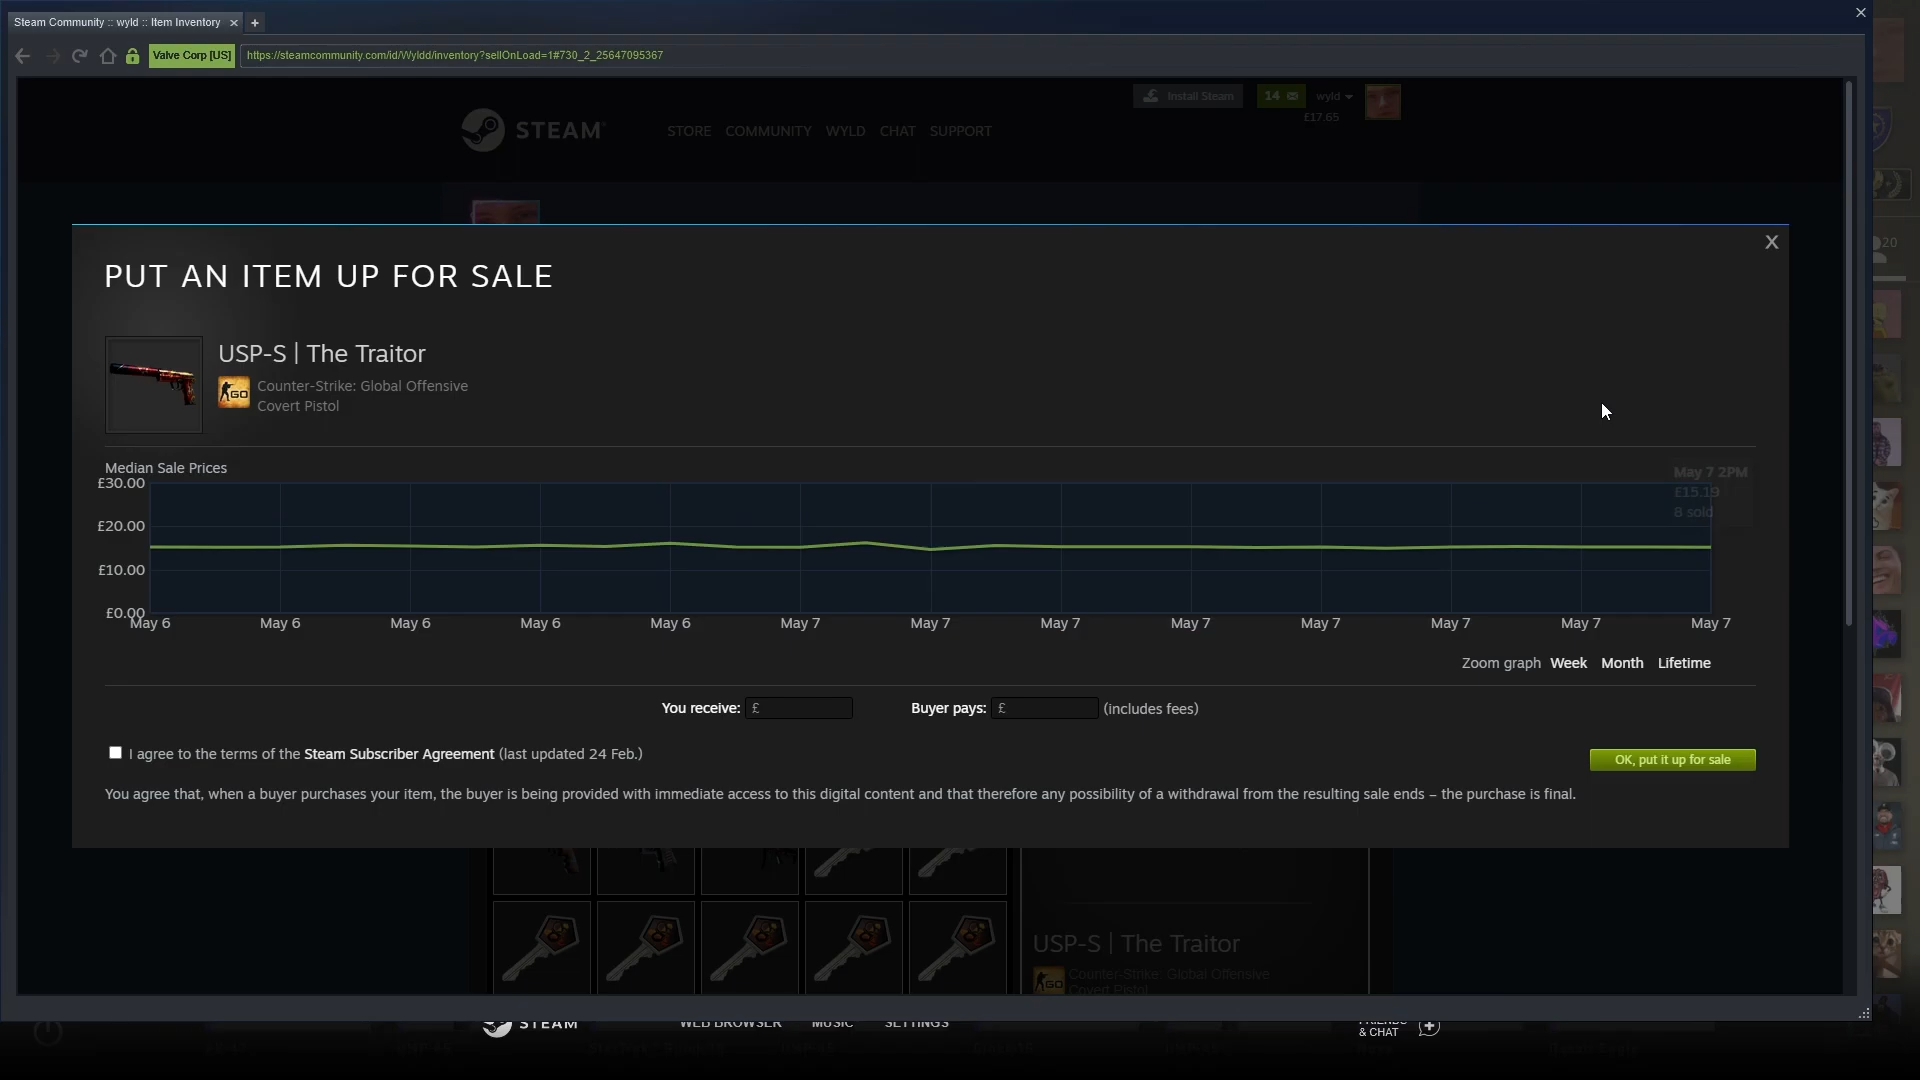 Steam Community :: wyld :: Item Inventory
Valve Corp [US] https://steamcommunity.com/id/Wyldd/inventory?sellOnLoad=1#730_2_25647095367
Install Steam 14 wyld
£17.65
STEAM STORE COMMUNITY WYLD CHAT SUPPORT
20
PUT AN ITEM UP FOR SALE
X
USP-S | The Traitor
Counter-Strike: Global Offensive
Covert Pistol
Median Sale Prices
May 7 2PM
£15.19
8 sold
£30.00
£20.00
£10.00
£0.00
May 6 May 6 May 6 May 6 May 6 May 7 May 7 May 7 May 7 May 7 May 7 May 7 May 7
Zoom graph Week Month Lifetime
You receive: £ Buyer pays: £ (includes fees)
I agree to the terms of the Steam Subscriber Agreement (last updated 24 Feb.)
OK, put it up for sale
You agree that, when a buyer purchases your item, the buyer is being provided with immediate access to this digital content and that therefore any possibility of a withdrawal from the resulting sale ends – the purchase is final.
USP-S | The Traitor
Counter-Strike: Global Offensive
Covert Pistol
STEAM WEB BROWSER MUSIC SETTINGS FRIENDS
& CHAT